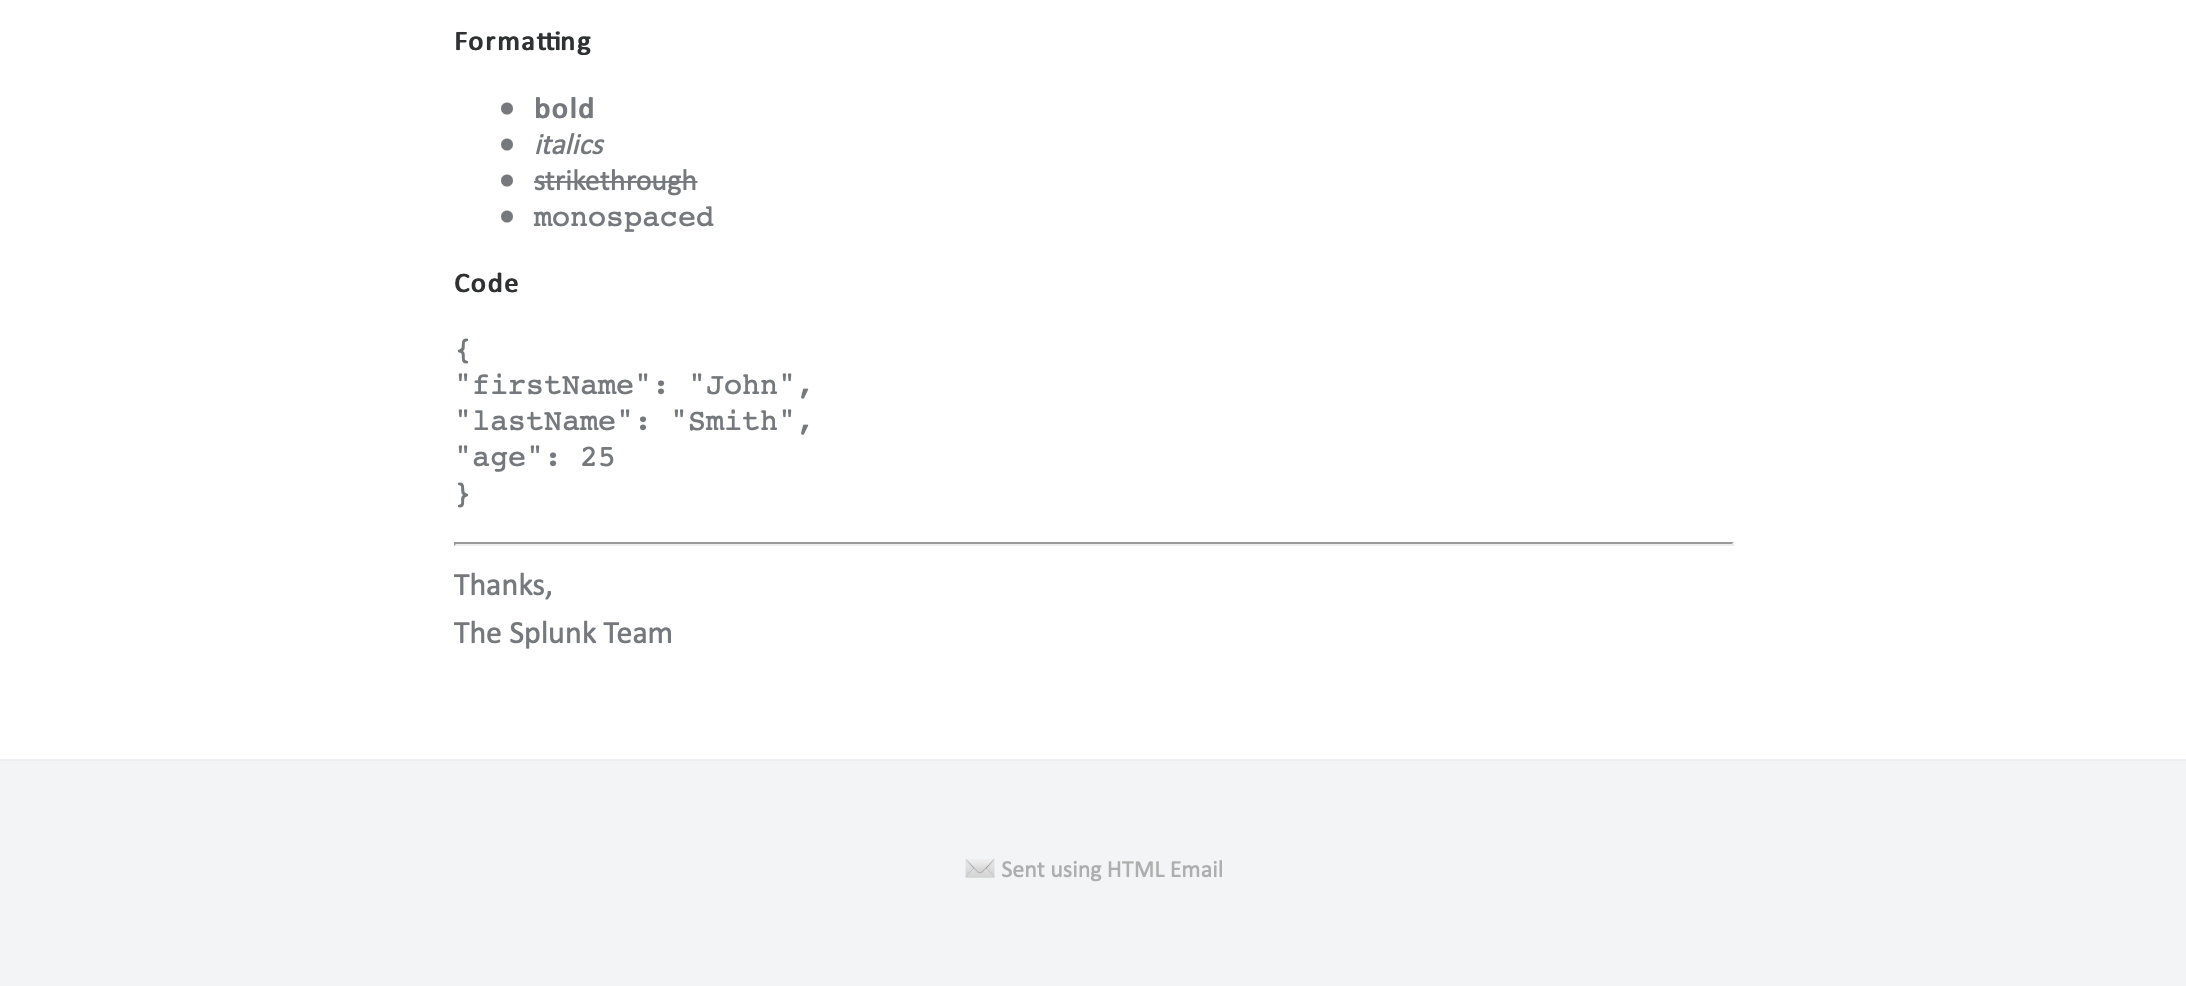 Formatting
bold
italics
strikethrough
monospaced
Code
{
"firstName": "John",
"lastName": "Smith",
"age": 25
}
Thanks,
The Splunk Team
Sent using HTML Email